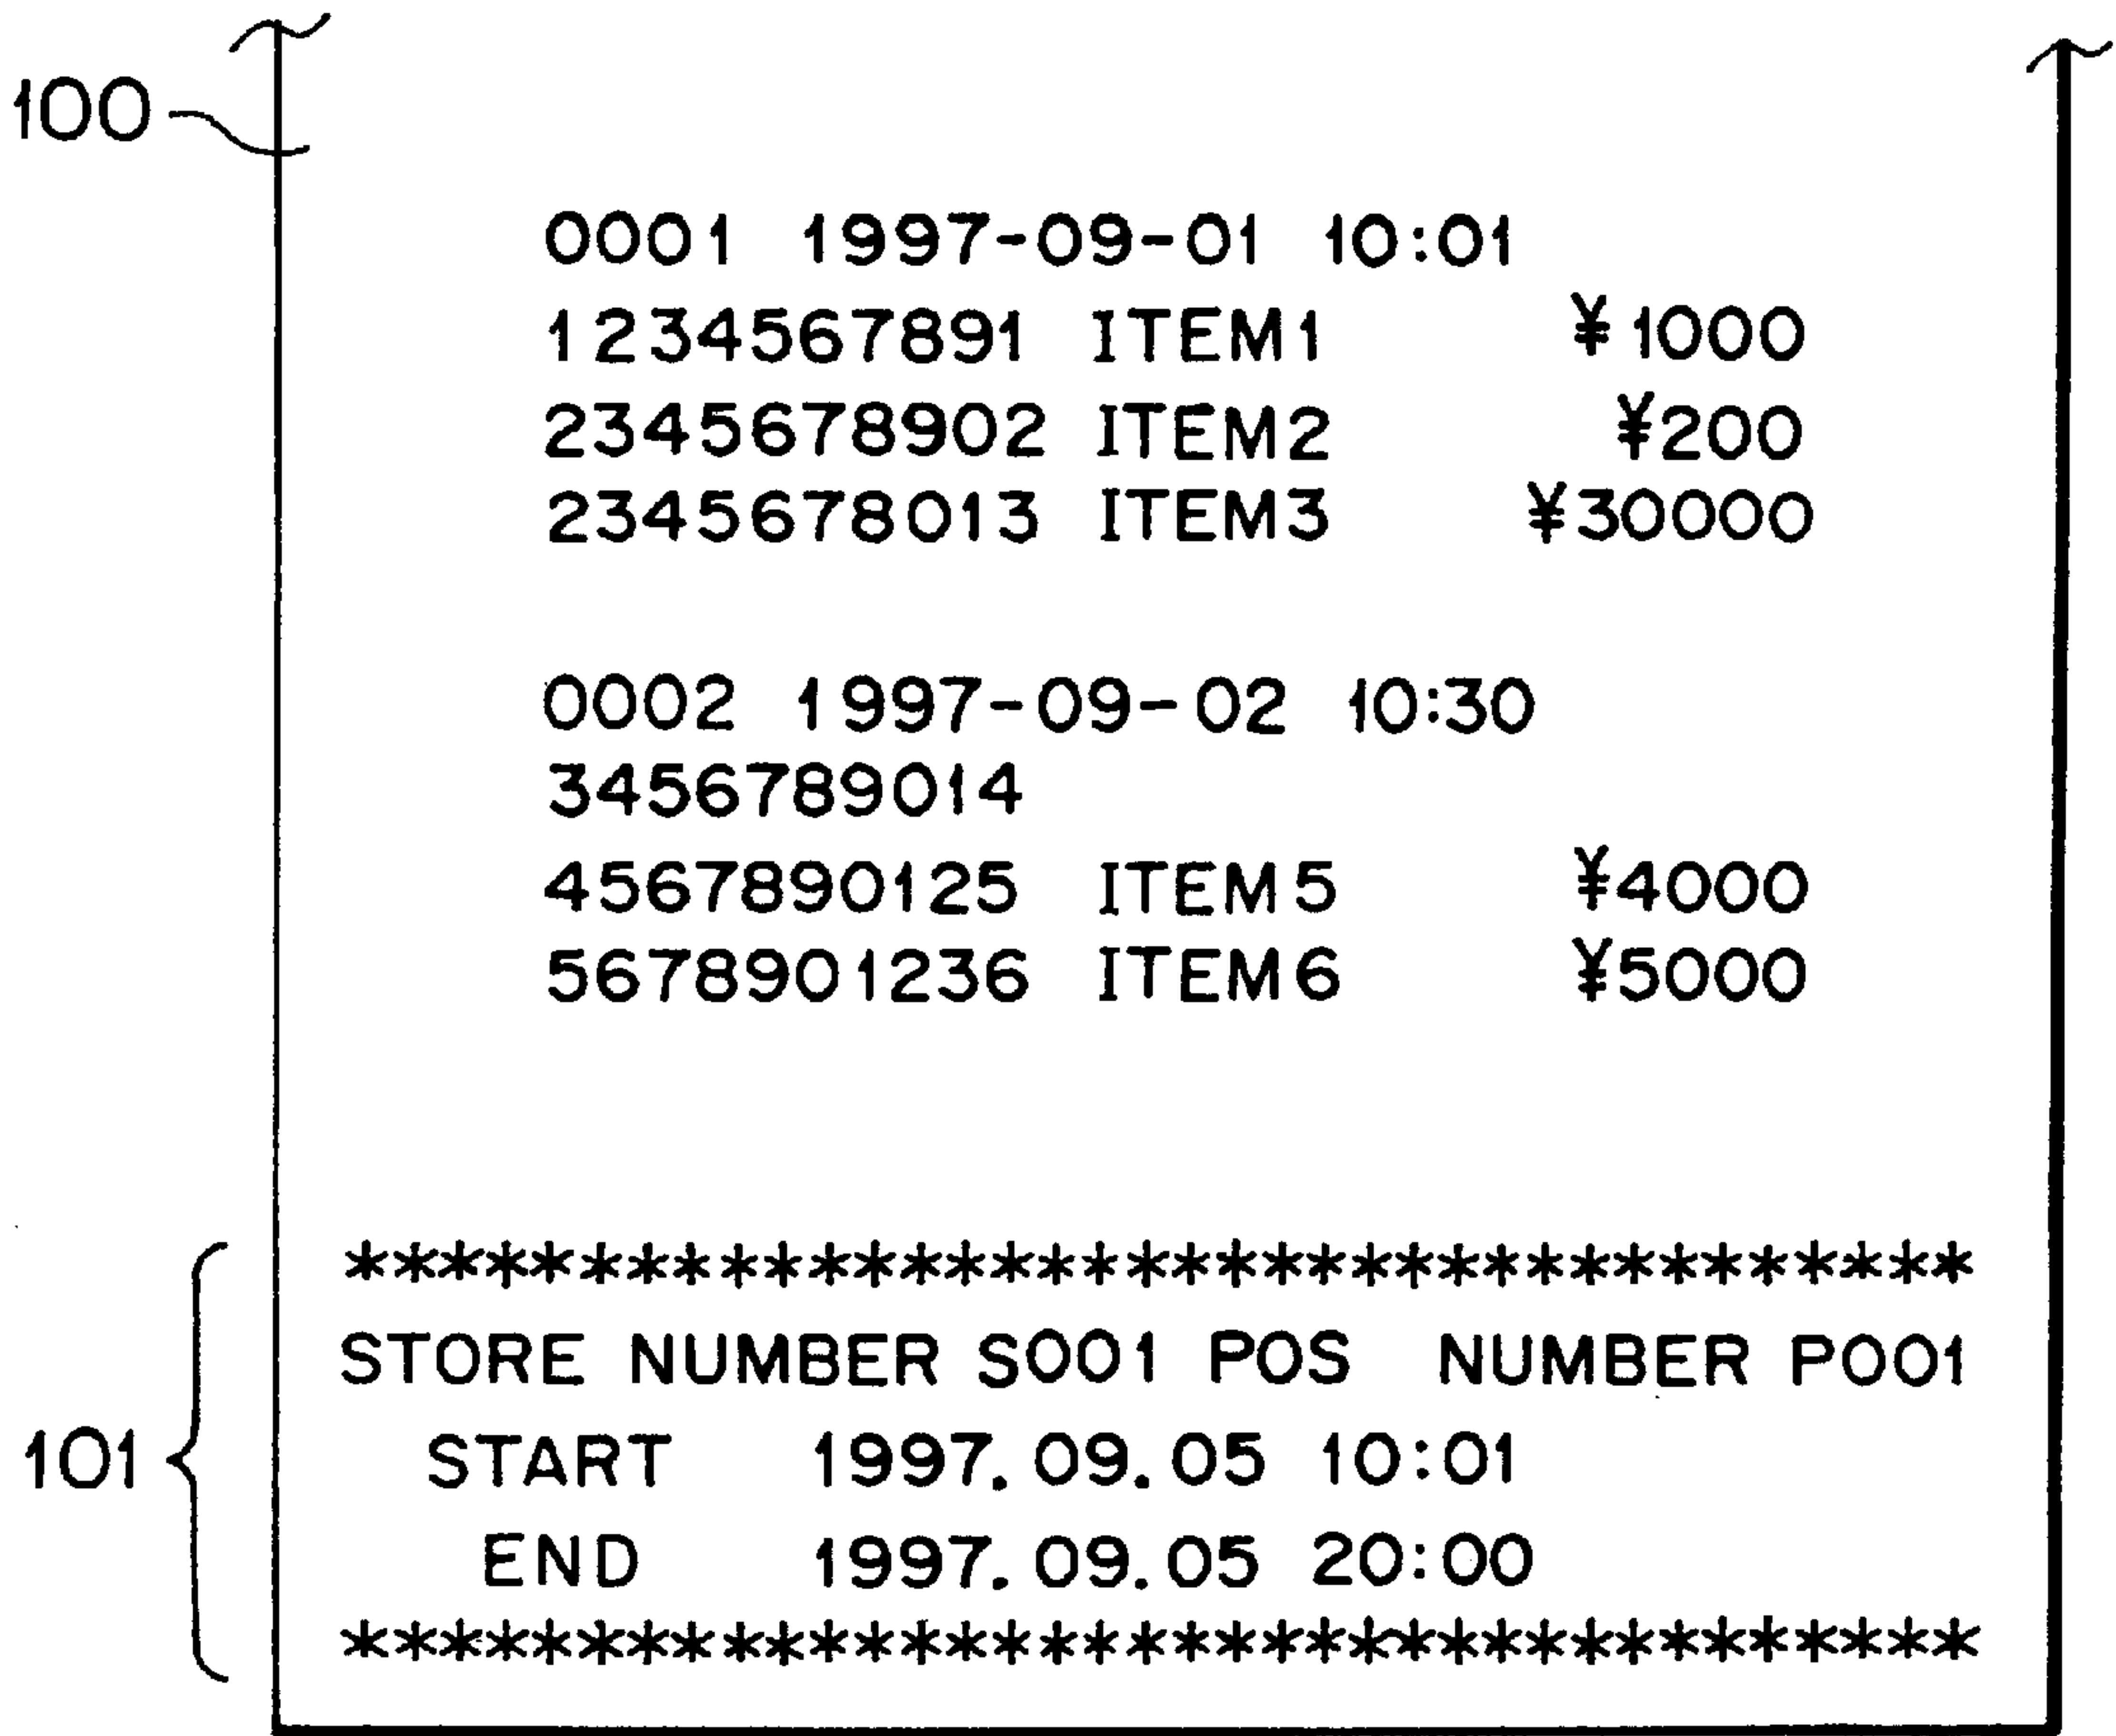 100
0001 1997-09-01 10:01
1234567891 ITEM1 ¥1000
2345678902 ITEM2 ¥200
2345678013 ITEM3 ¥30000
0002 1997-09-02 10:30
3456789014
4567890125 ITEM5 ¥4000
5678901236 ITEM6 ¥5000
*************************************
STORE NUMBER S001 POS NUMBER P001
101
START 1997.09.05 10:01
END 1997.09.05 20:00
*************************************